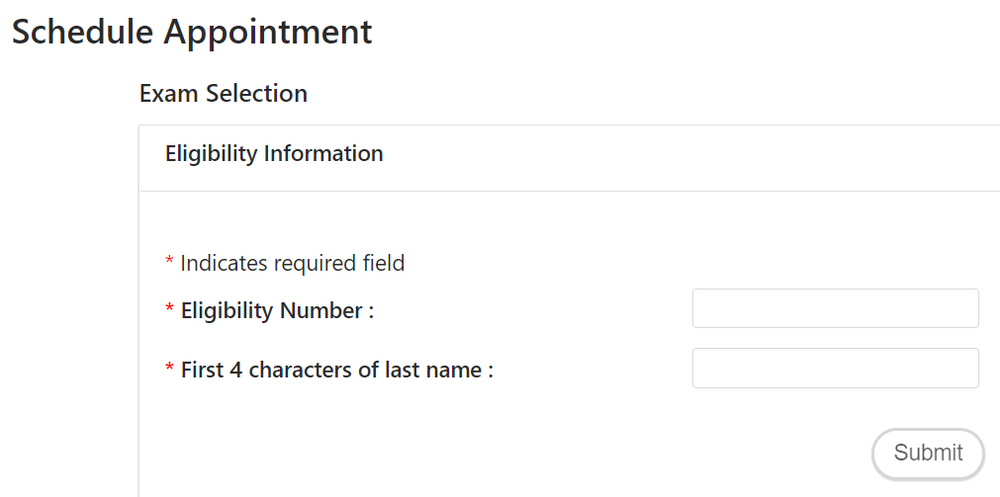 Schedule Appointment
Exam Selection
Eligibility Information
* Indicates required field
* Eligibility Number :
* First 4 characters of last name :
Submit